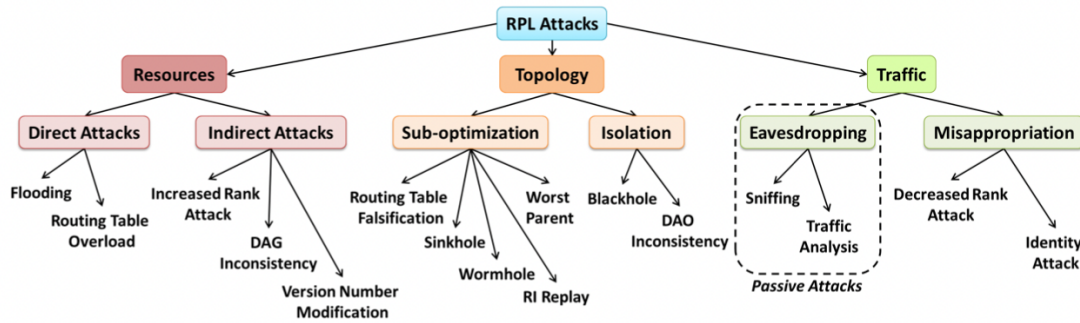 RPL Attacks
Resources
Topology
Traffic
Direct Attacks
Indirect Attacks
Sub-optimization
Isolation
Eavesdropping
Misappropriation
Flooding
Routing Table
Overload
Increased Rank
Attack
DAG
Inconsistency
Version Number
Modification
Routing Table
Falsification
Sinkhole
Wormhole
RI Replay
Worst
Parent
Blackhole
DAO
Inconsistency
Sniffing
Traffic
Analysis
Passive Attacks
Decreased Rank
Attack
Identity
Attack